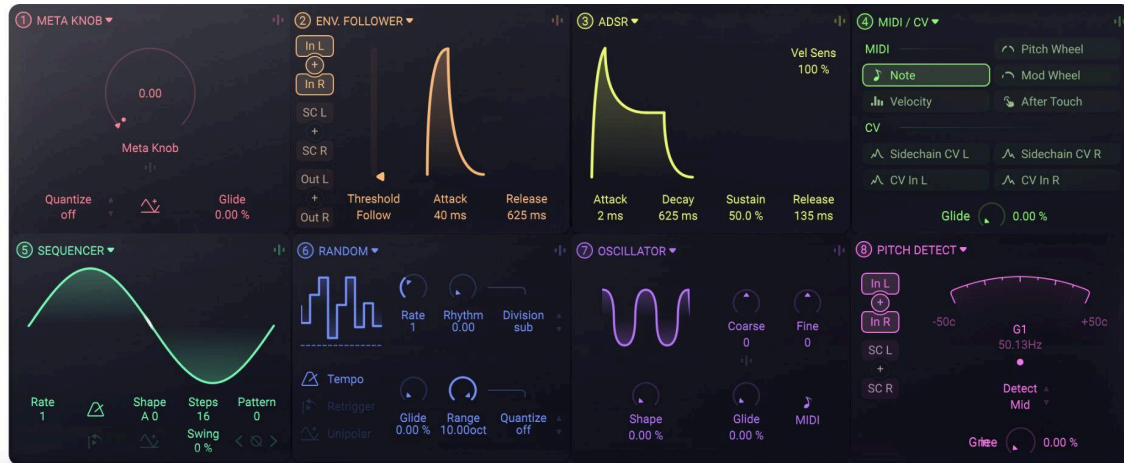 1 META KNOB
0.00
Meta Knob
Quantize
off
Glide
0.00 %
2 ENV. FOLLOWER
In L
+
In R
SC L
+
SC R
Out L
+
Out R
Threshold
Follow
Attack
40 ms
Release
625 ms
3 ADSR
Vel Sens
100 %
Attack
2 ms
Decay
625 ms
Sustain
50.0 %
Release
135 ms
4 MIDI / CV
MIDI
Pitch Wheel
Note
Mod Wheel
Velocity
After Touch
CV
Sidechain CV L
Sidechain CV R
CV In L
CV In R
Glide
0.00 %
5 SEQUENCER
Rate
1
Shape
A 0
Steps
16
Pattern
0
Swing
0 %
6 RANDOM
Rate
1
Rhythm
0.00
Division
sub
Tempo
Retrigger
Unipolar
Glide
0.00 %
Range
10.00oct
Quantize
off
7 OSCILLATOR
Coarse
0
Fine
0
Shape
0.00 %
Glide
0.00 %
MIDI
8 PITCH DETECT
In L
+
In R
SC L
+
SC R
-50c
+50c
G1
50.13Hz
Detect
Mid
0.00 %